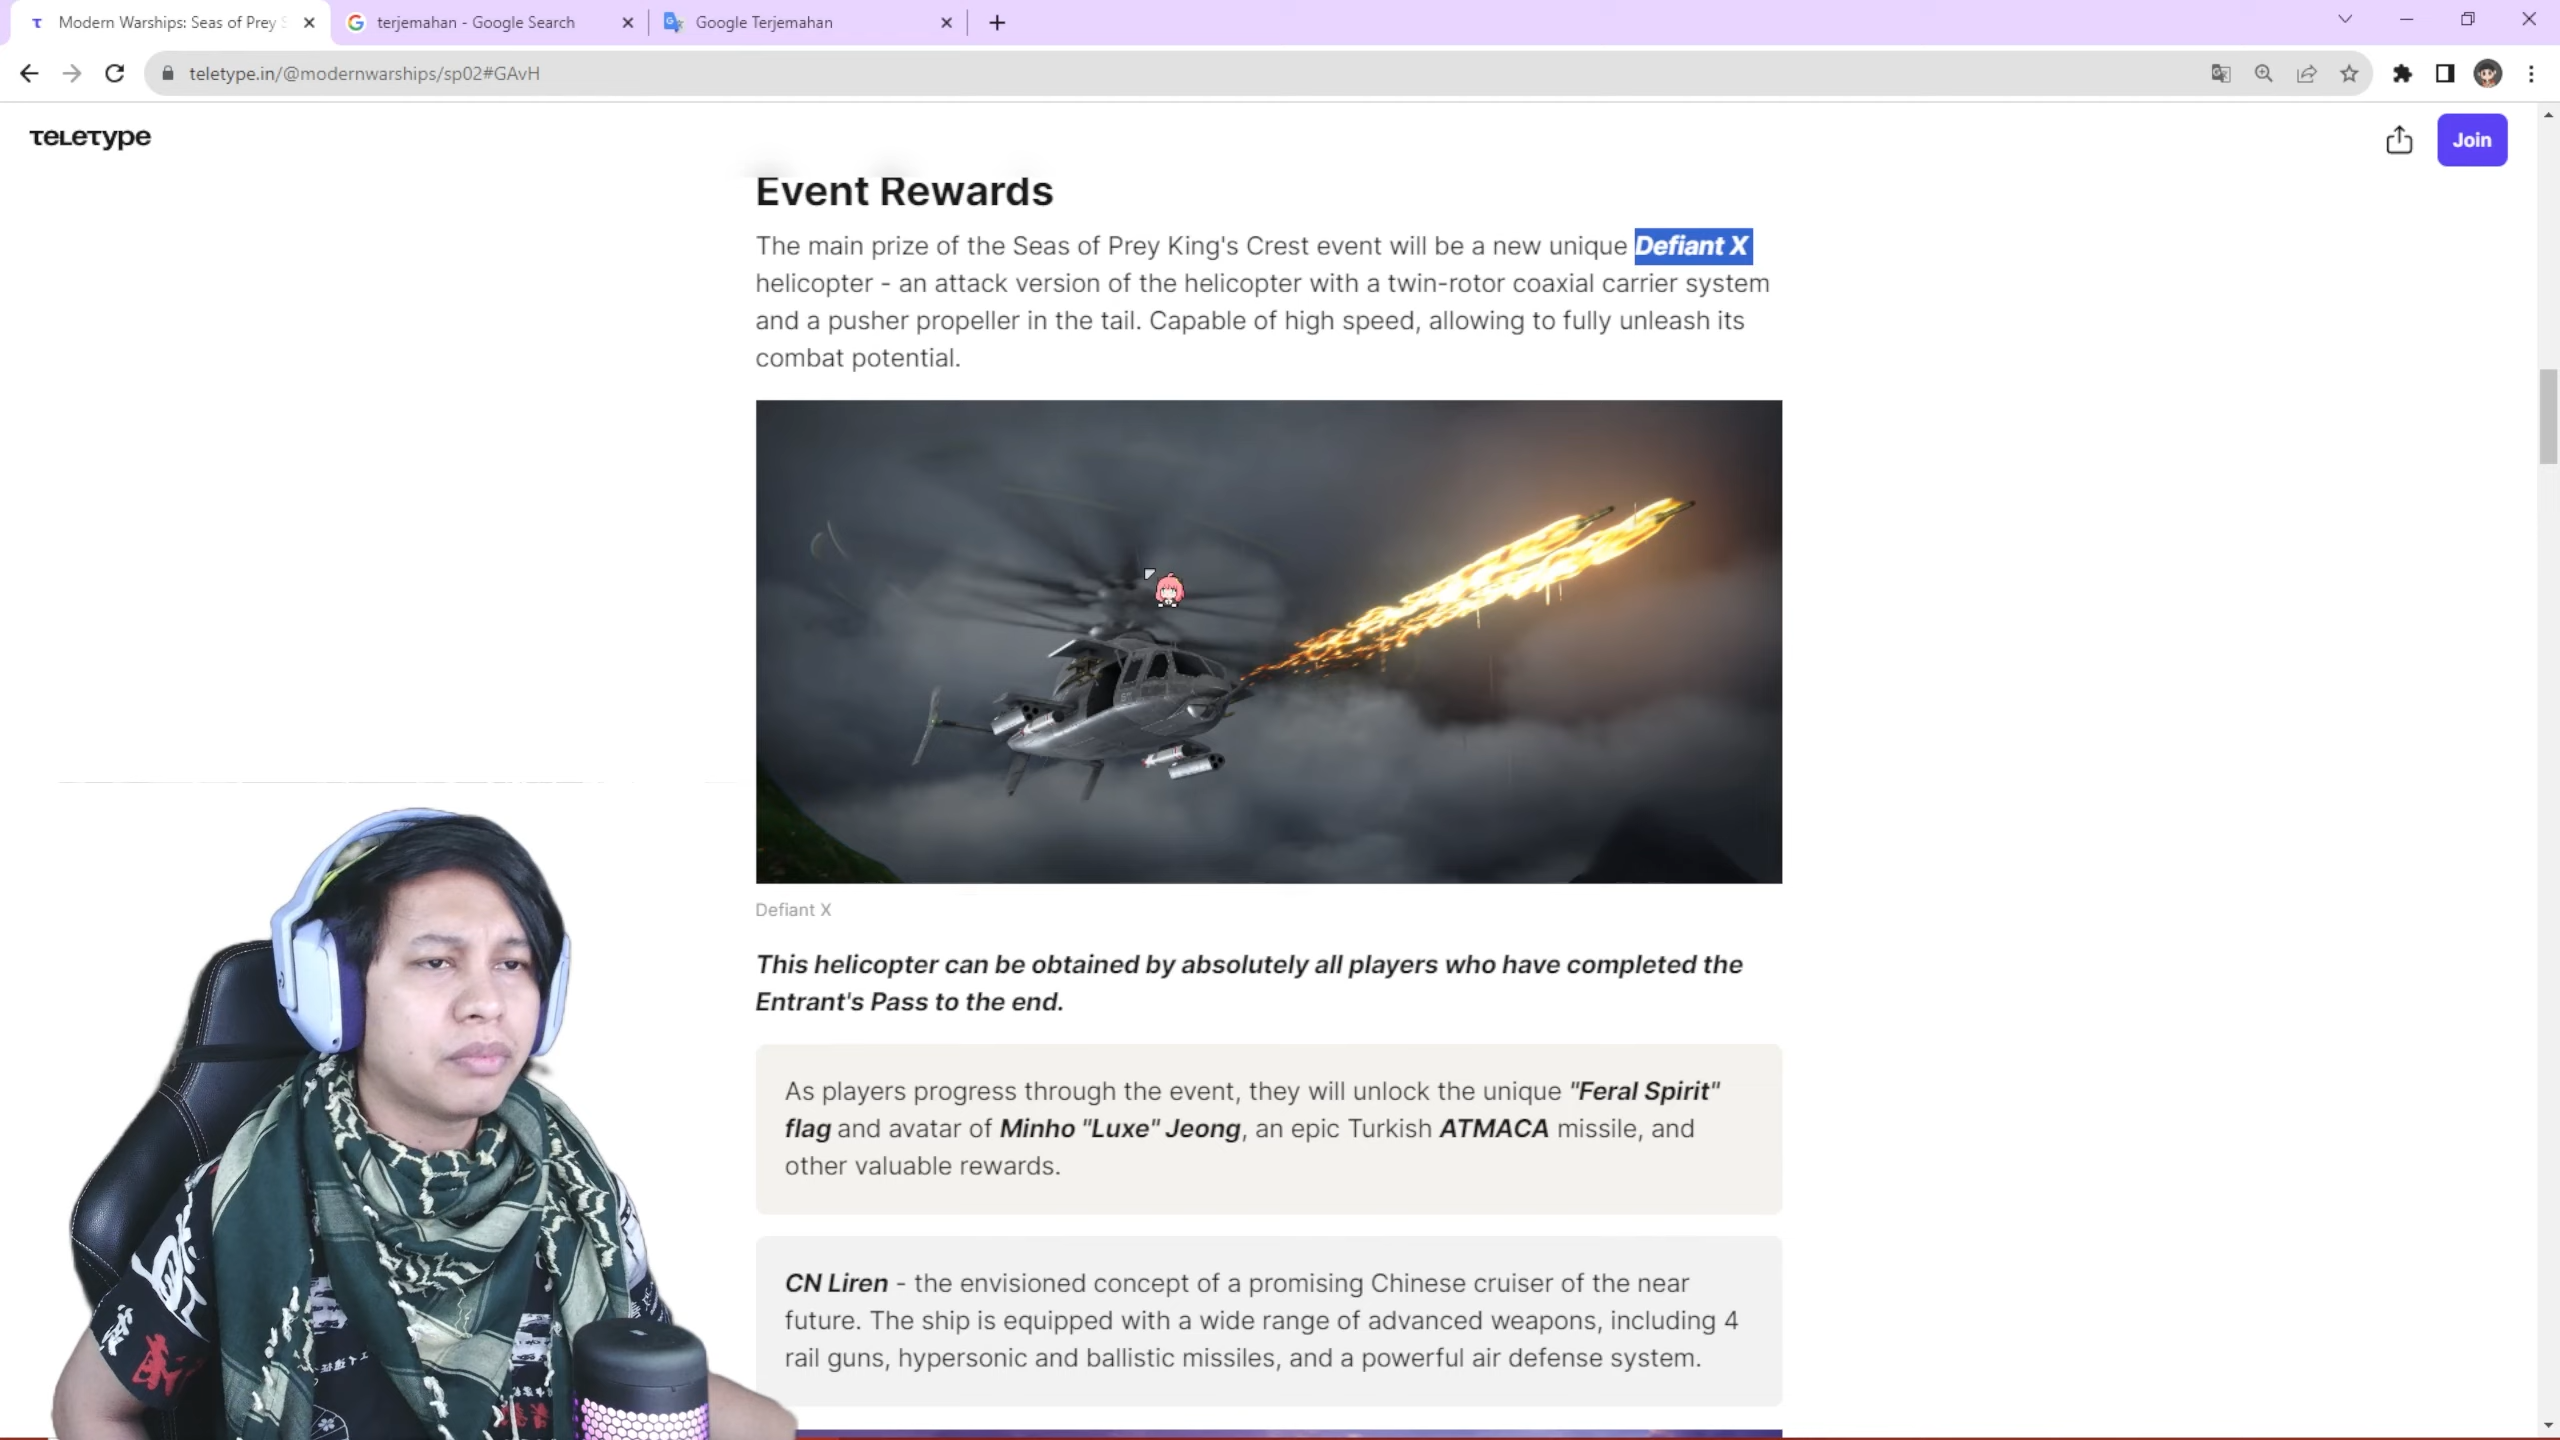 Modern Warships: Seas of Prey S
terjemahan - Google Search
Google Terjemahan
teletype.in/@modernwarships/sp02#GAvH
теLeтype
Join
Event Rewards
The main prize of the Seas of Prey King's Crest event will be a new unique Defiant X
helicopter - an attack version of the helicopter with a twin-rotor coaxial carrier system
and a pusher propeller in the tail. Capable of high speed, allowing to fully unleash its
combat potential.
Defiant X
This helicopter can be obtained by absolutely all players who have completed the
Entrant's Pass to the end.
As players progress through the event, they will unlock the unique "Feral Spirit"
flag and avatar of Minho "Luxe" Jeong, an epic Turkish ATMACA missile, and
other valuable rewards.
CN Liren - the envisioned concept of a promising Chinese cruiser of the near
future. The ship is equipped with a wide range of advanced weapons, including 4
rail guns, hypersonic and ballistic missiles, and a powerful air defense system.